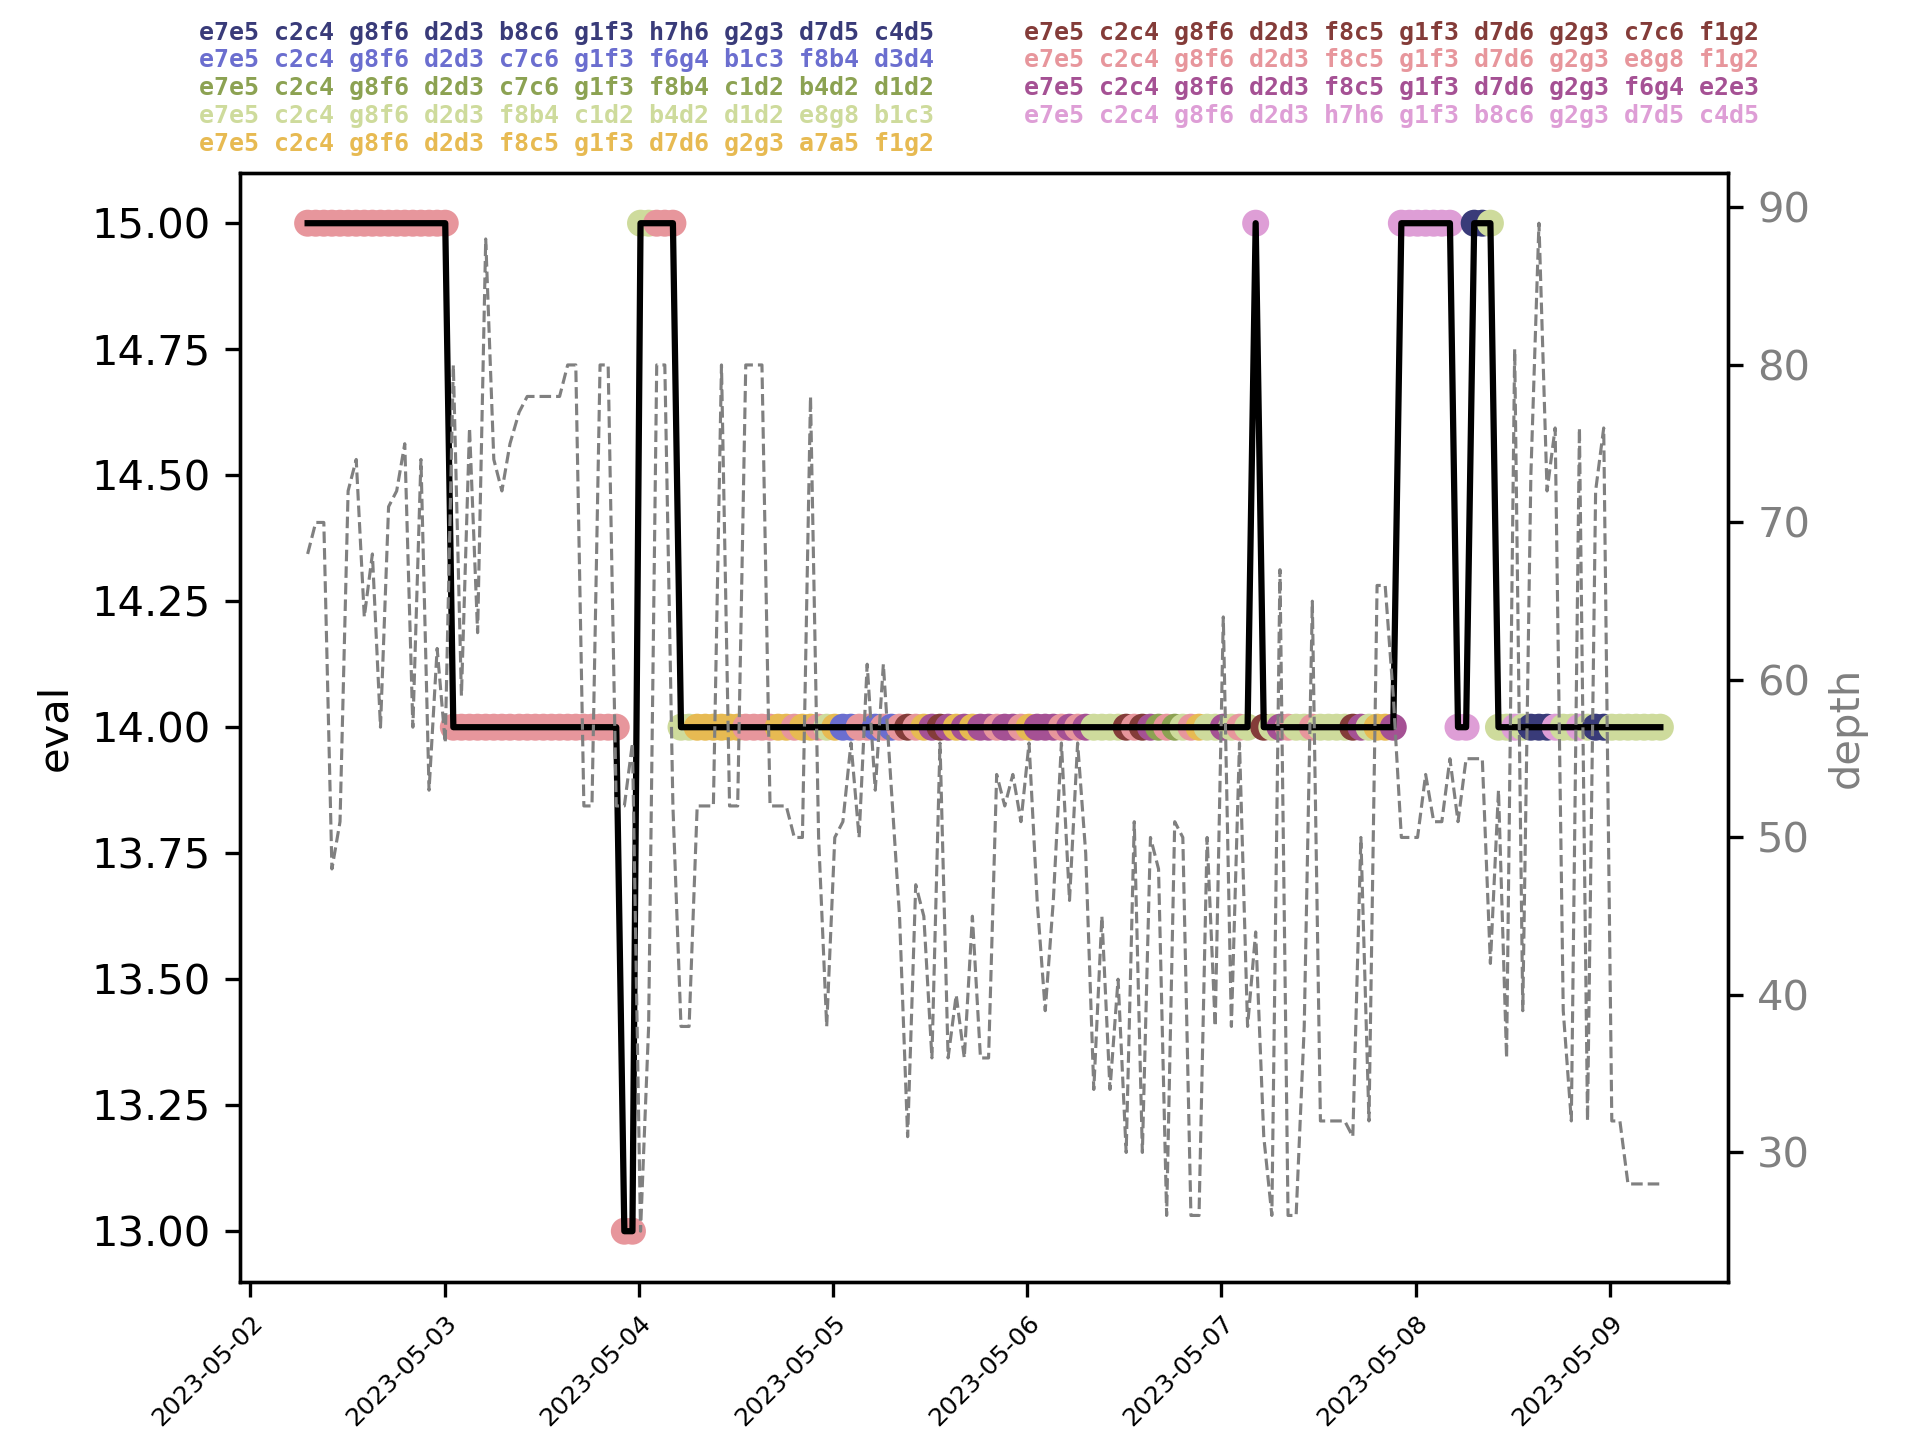 e7e5 c2c4 g8f6 d2d3 b8c6 g1f3 h7h6 g2g3 d7d5 c4d5
e7e5 c2c4 g8f6 d2d3 c7c6 g1f3 f6g4 b1c3 f8b4 d3d4
e7e5 c2c4 g8f6 d2d3 c7c6 g1f3 f8b4 c1d2 b4d2 d1d2
e7e5 c2c4 g8f6 d2d3 f8b4 c1d2 b4d2 d1d2 e8g8 b1c3
e7e5 c2c4 g8f6 d2d3 f8c5 g1f3 d7d6 g2g3 a7a5 f1g2
e7e5 c2c4 g8f6 d2d3 f8c5 g1f3 d7d6 g2g3 c7c6 f1g2
e7e5 c2c4 g8f6 d2d3 f8c5 g1f3 d7d6 g2g3 e8g8 f1g2
e7e5 c2c4 g8f6 d2d3 f8c5 g1f3 d7d6 g2g3 f6g4 e2e3
e7e5 c2c4 g8f6 d2d3 h7h6 g1f3 b8c6 g2g3 d7d5 c4d5
15.00
14.75
14.50
14.25
14.00
13.75
13.50
13.25
13.00
eval
90
80
70
60
50
40
30
depth
2023-05-02
2023-05-03
2023-05-04
2023-05-05
2023-05-06
2023-05-07
2023-05-08
2023-05-09